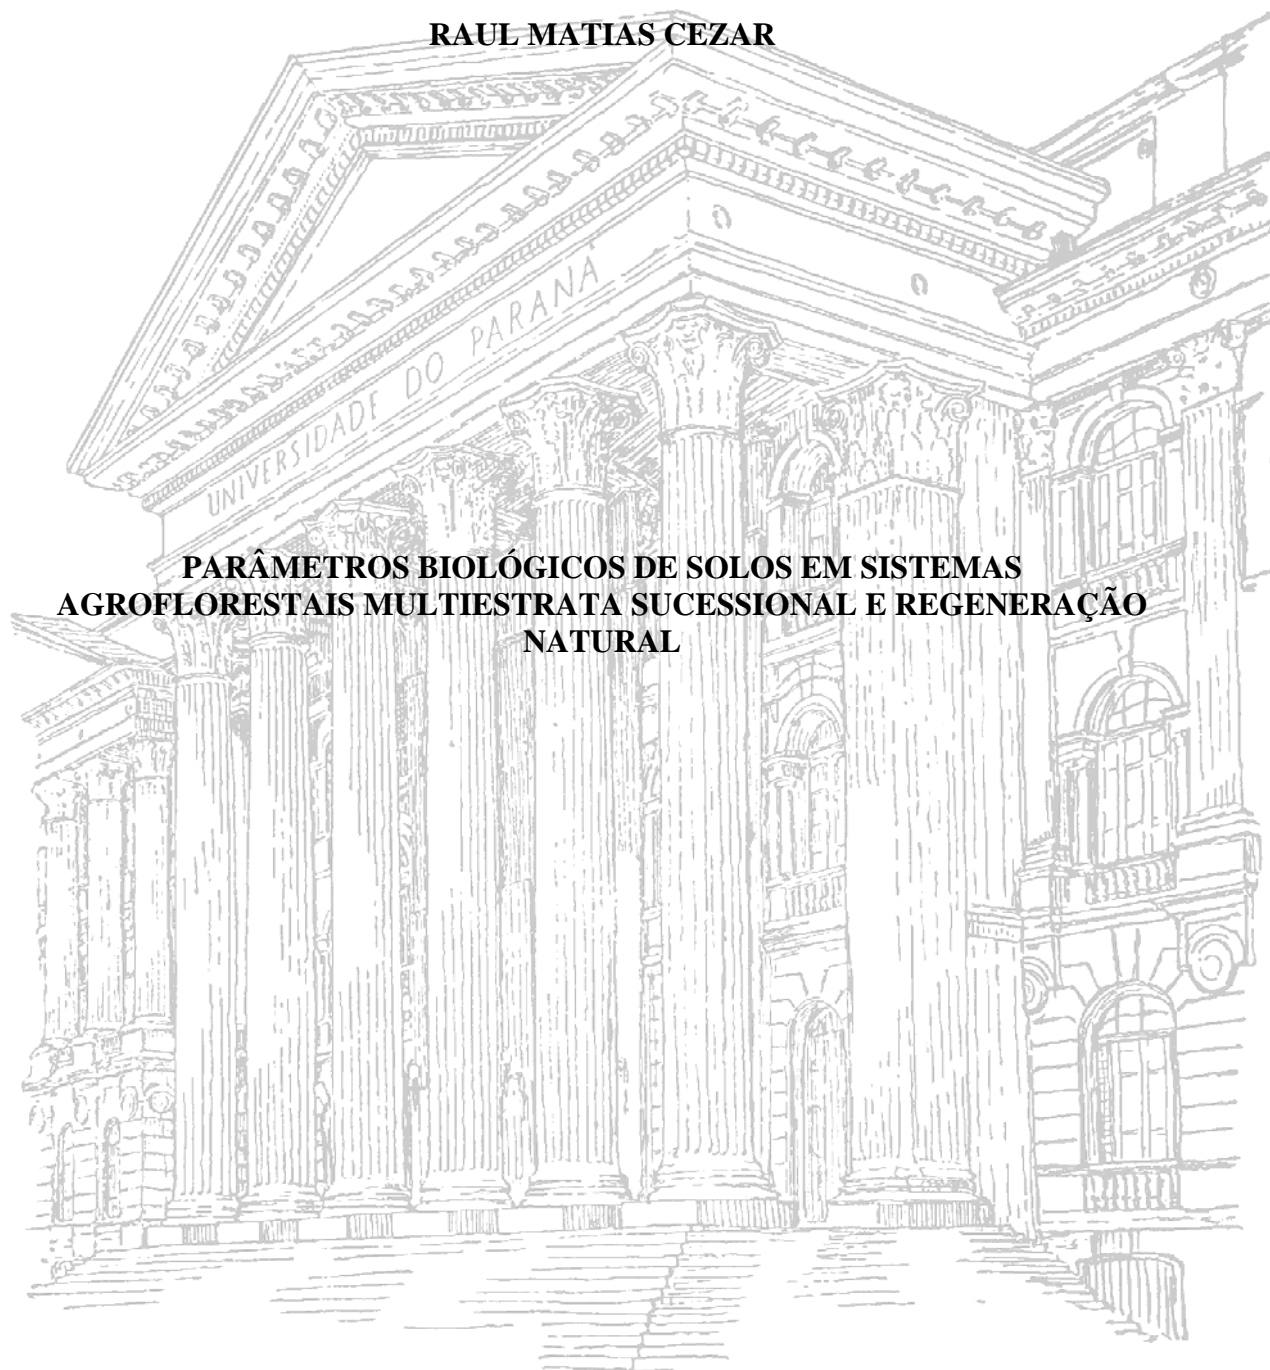 RAUL MATIAS CEZAR
UNIVERSIDADE DO PARANÁ
PARÂMETROS BIOLÓGICOS DE SOLOS EM SISTEMAS
AGROFLORESTAIS MULTIESTRATA SUCESSIONAL E REGENERAÇÃO
NATURAL